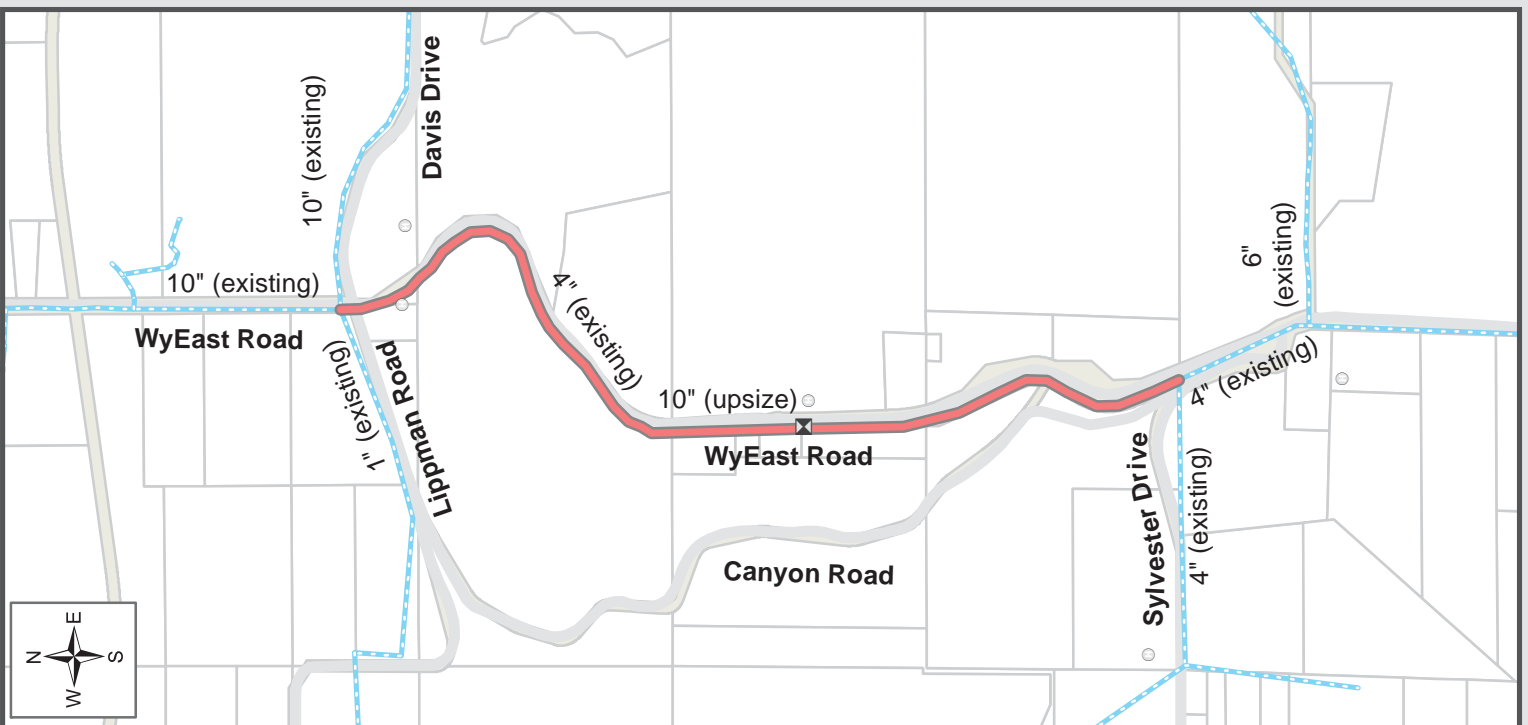 Davis Drive
10" (existing)
10" (existing)
WyEast Road
1" (existing)
Lippman Road
4" (existing)
10" (upsize)
WyEast Road
6"
(existing)
4" (existing)
Sylvester Drive
4" (existing)
Canyon Road
N
E
S
W